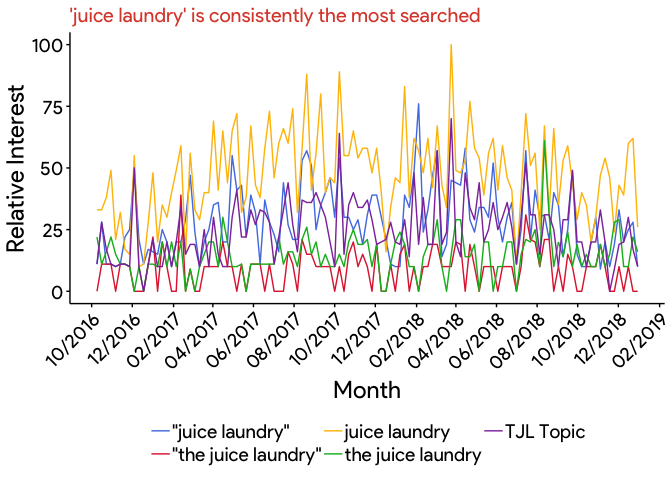 'juice laundry' is consistently the most searched
Relative Interest
100
75
50
25
0
10/2016 12/2016 02/2017 04/2017 06/2017 08/2017 10/2017 12/2017 02/2018 04/2018 06/2018 08/2018 10/2018 12/2018 02/2019
Month
"juice laundry" juice laundry TJL Topic
"the juice laundry" the juice laundry